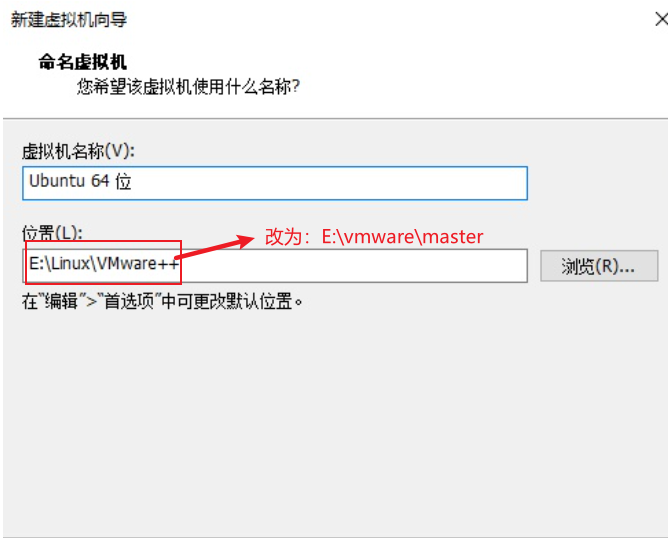 新建虚拟机向导
命名虚拟机
您希望该虚拟机使用什么名称?
虚拟机名称(V):
Ubuntu 64 位
位置(L):
改为：E:\vmware\master
E:\Linux\VMware++
浏览(R)...
在"编辑">"首选项"中可更改默认位置。